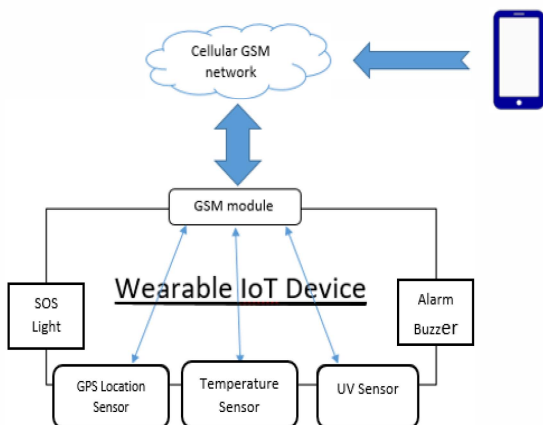 Cellular GSM
network
GSM module
Wearable IoT Device
SOS
Light
Alarm
Buzzer
GPS Location
Sensor
Temperature
Sensor
UV Sensor